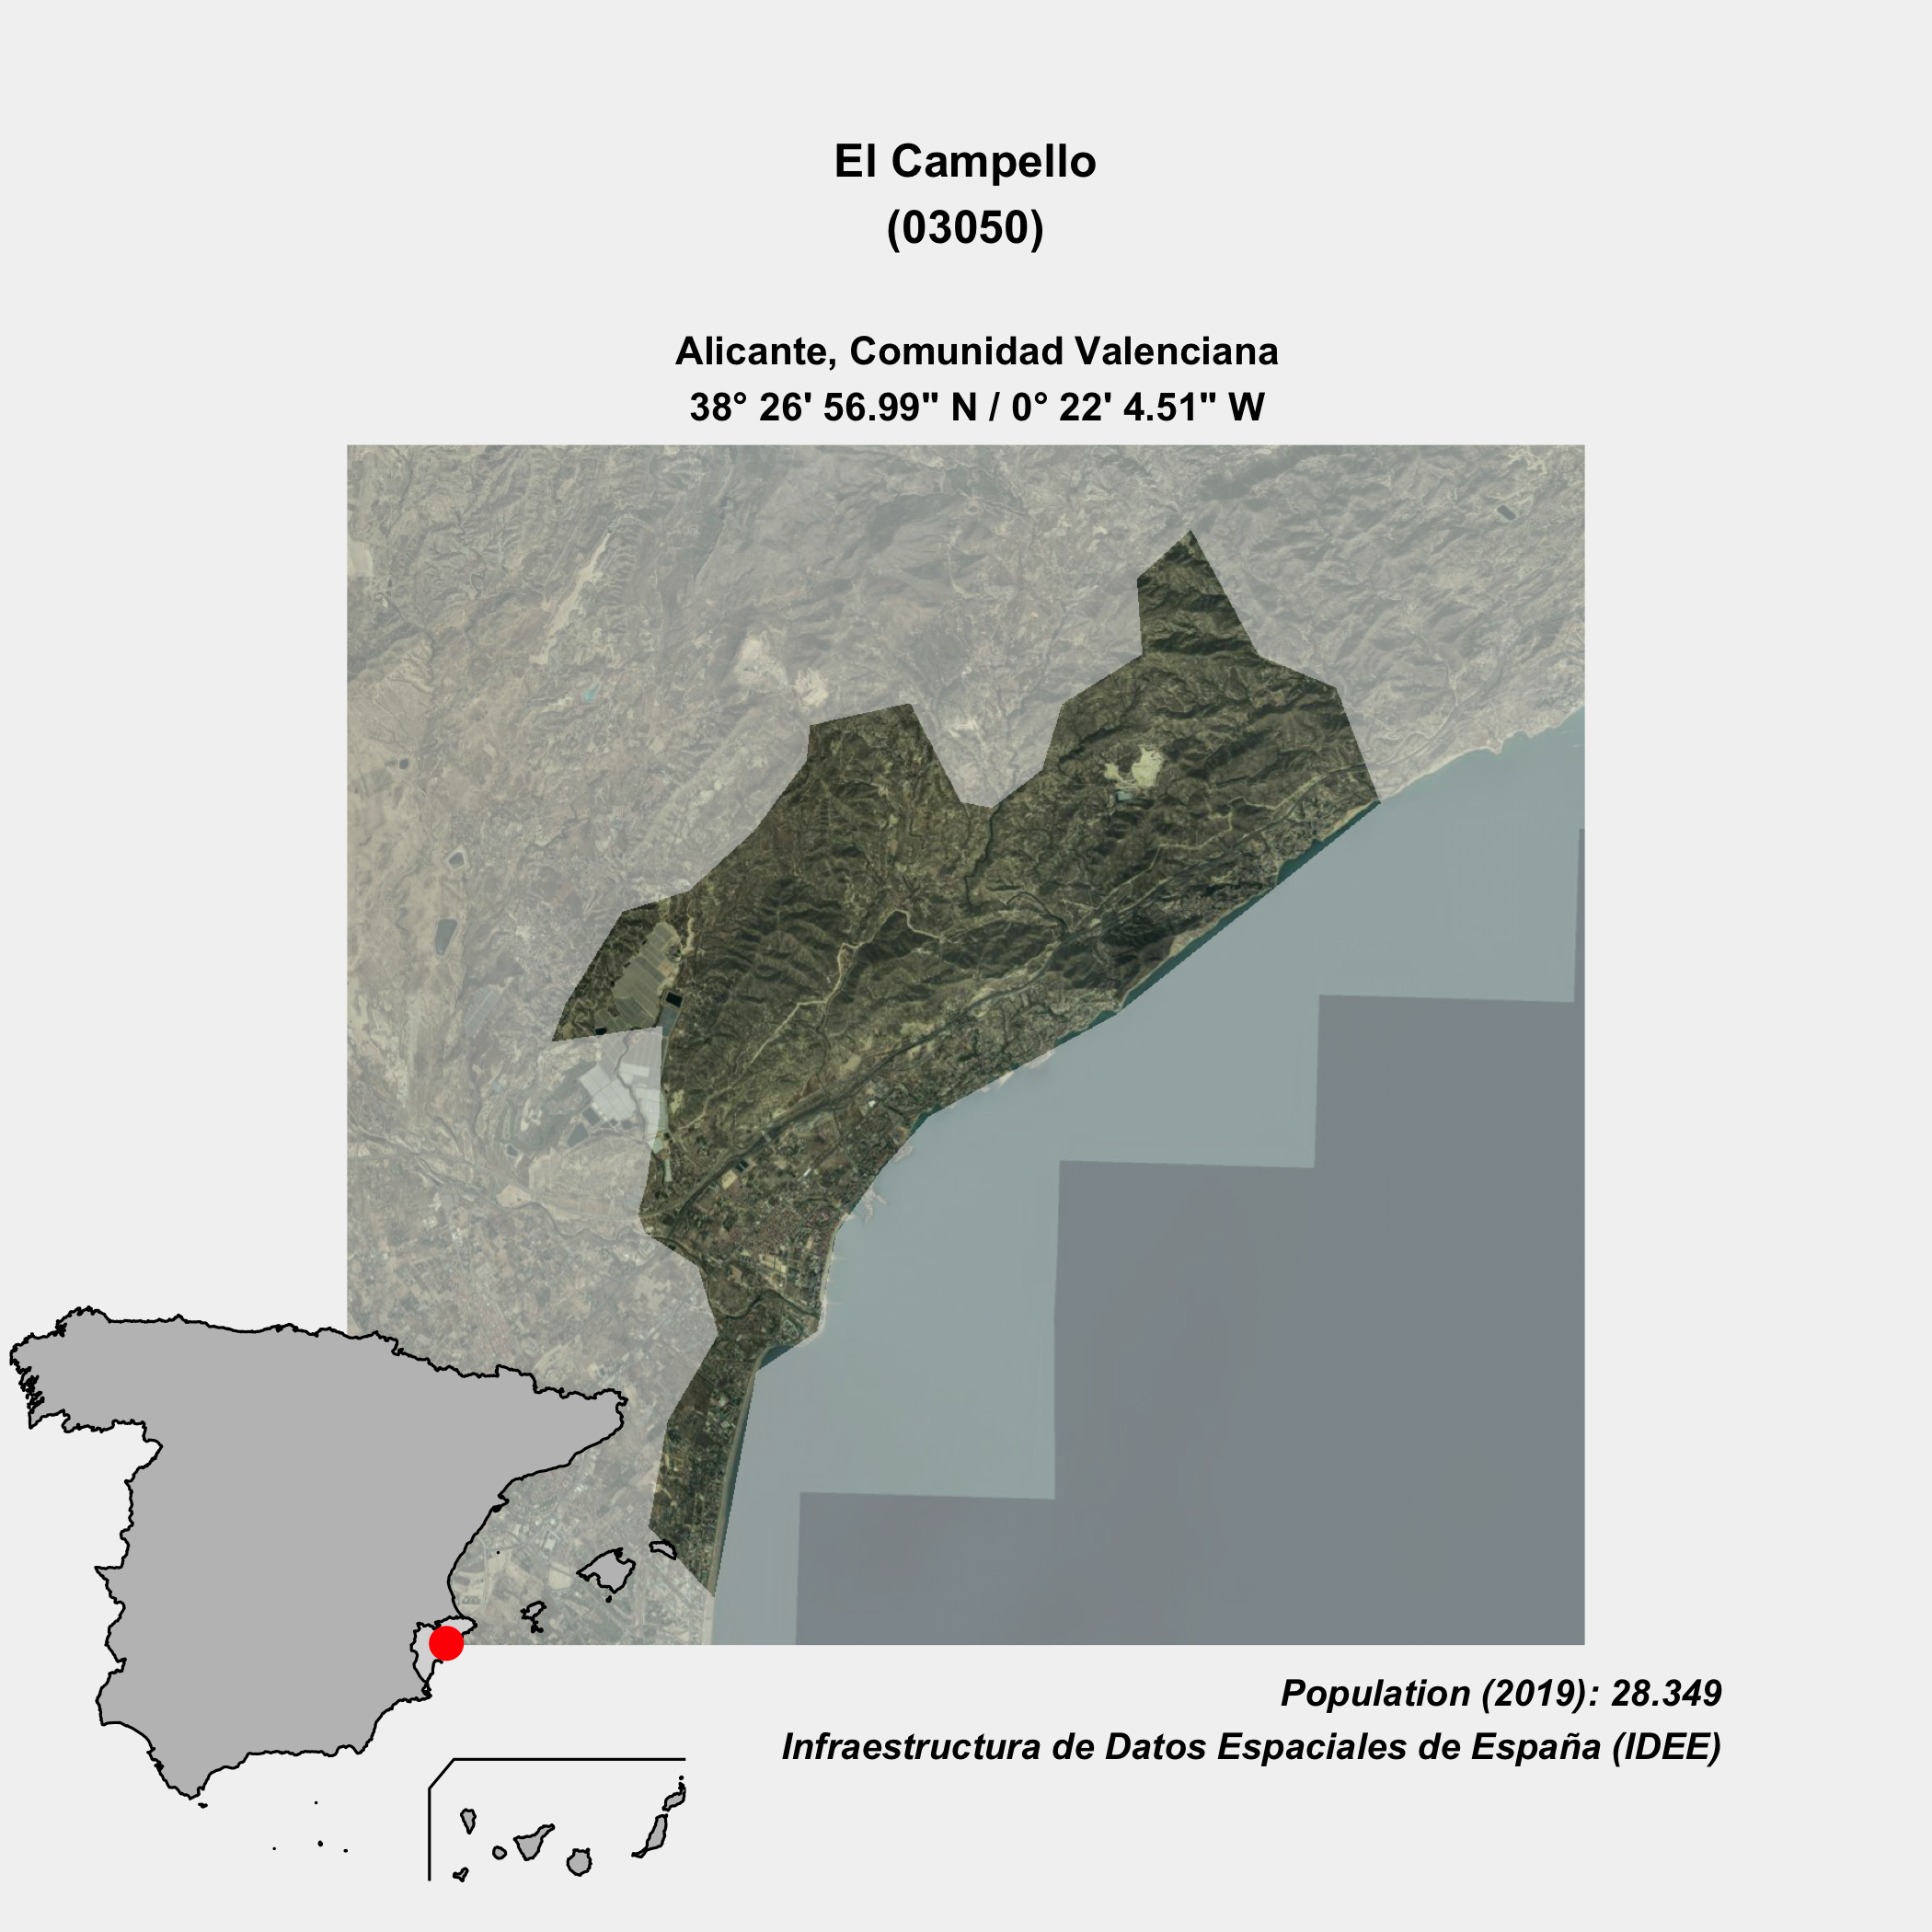 El Campello
(03050)
Alicante, Comunidad Valenciana
38° 26' 56.99" N / 0° 22' 4.51" W
Population (2019): 28.349
Infraestructura de Datos Espaciales de España (IDEE)